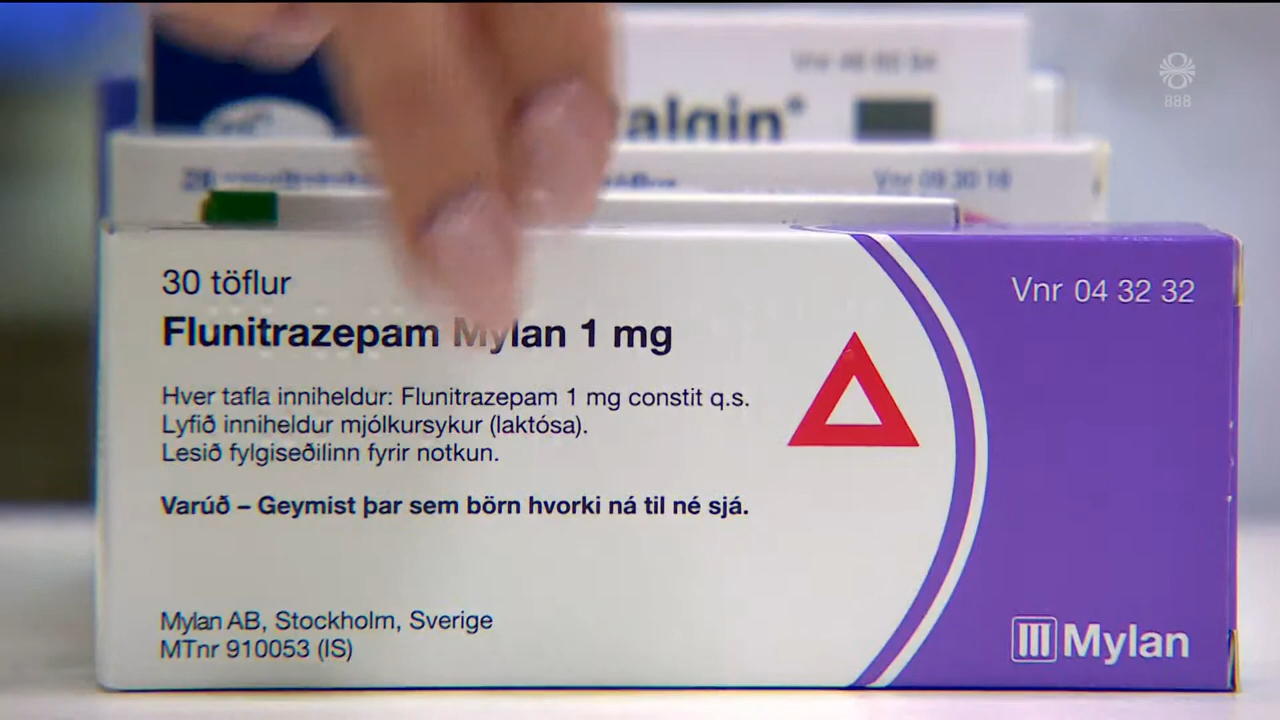 Vnr
888
algin®
Vnr 09 30 16
30 töflur
Vnr 04 32 32
Flunitrazepam Mylan 1 mg
Hver tafla inniheldur: Flunitrazepam 1 mg constit q.s.
Lyfið inniheldur mjólkursykur (laktósa).
Lesið fylgiseðilinn fyrir notkun.
Varúð – Geymist þar sem börn hvorki ná til né sjá.
Mylan AB, Stockholm, Sverige
MTnr 910053 (IS)
Mylan